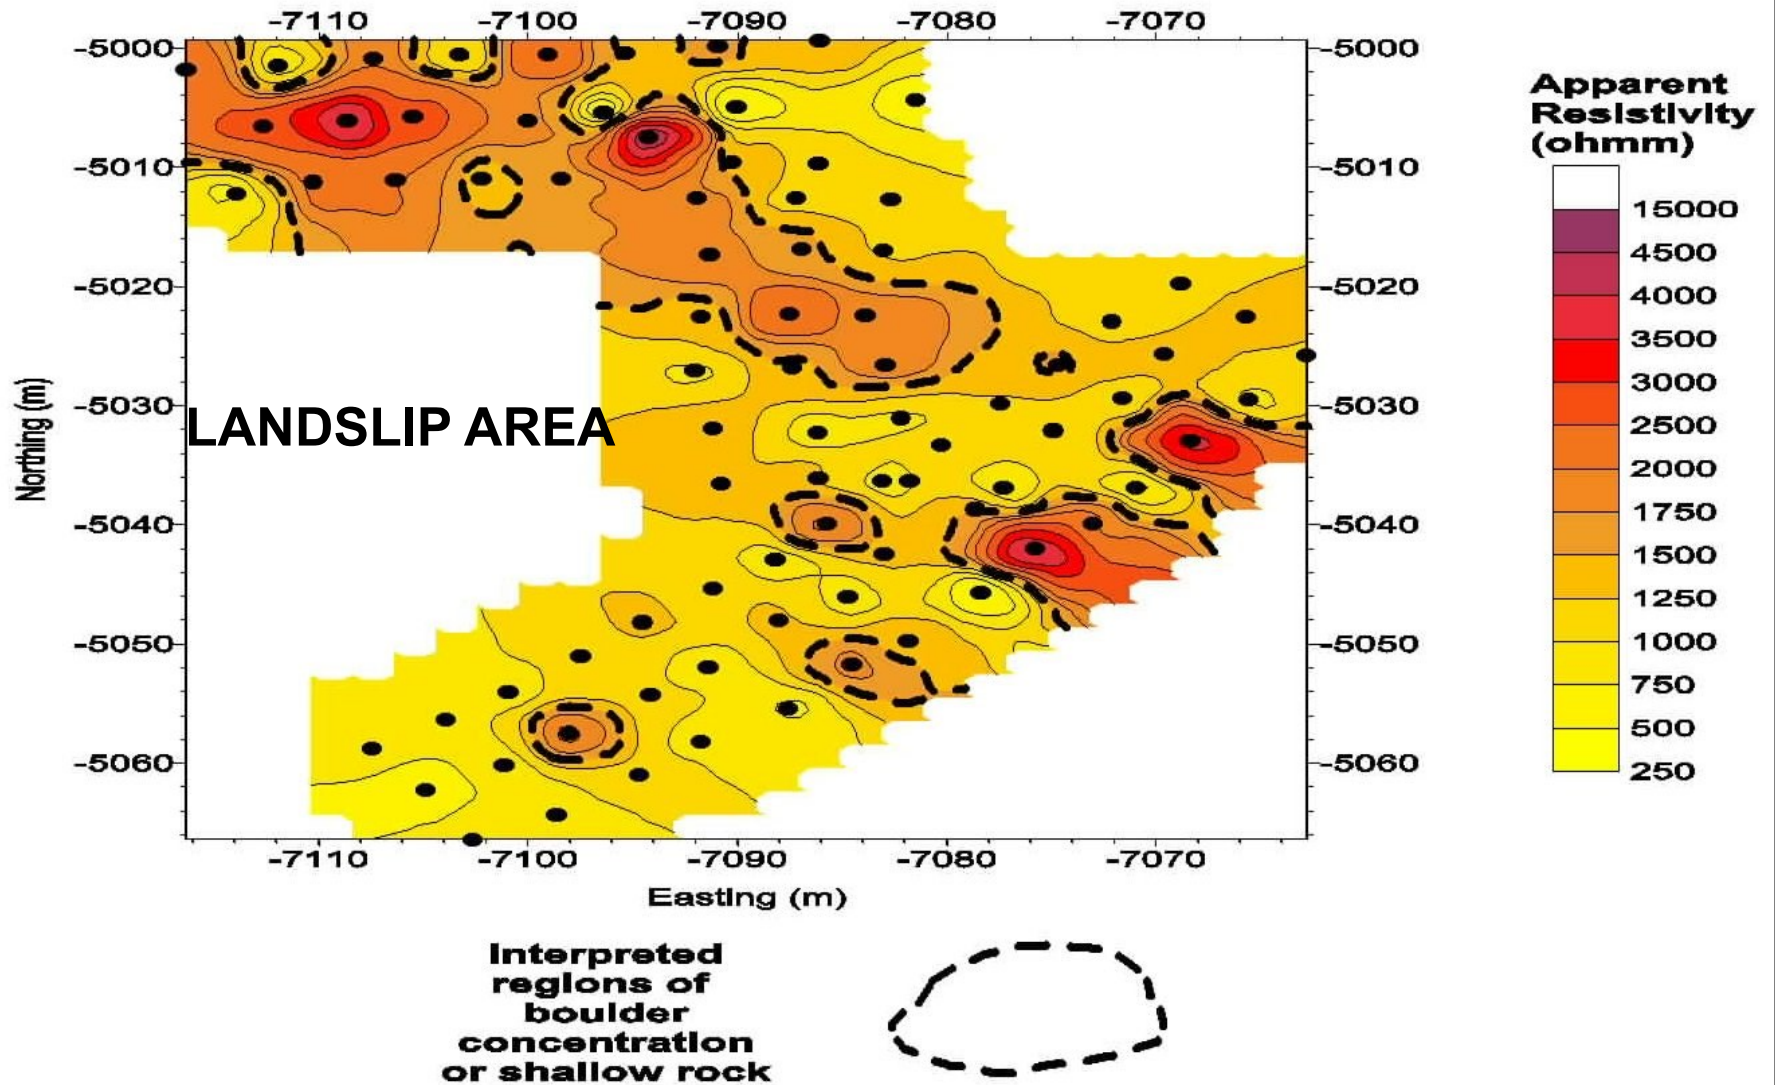 -7110 -7100 -7090 -7080 -7070
-5000 -5000
-5010 -5010
-5020 -5020
-5030 -5030
-5040 -5040
-5050 -5050
-5060 -5060
-7110 -7100 -7090 -7080 -7070
Northing (m)
Easting (m)
LANDSLIP AREA
Apparent
Resistivity
(ohmm)
15000
4500
4000
3500
3000
2500
2000
1750
1500
1250
1000
750
500
250
Interpreted
regions of
boulder
concentration
or shallow rock